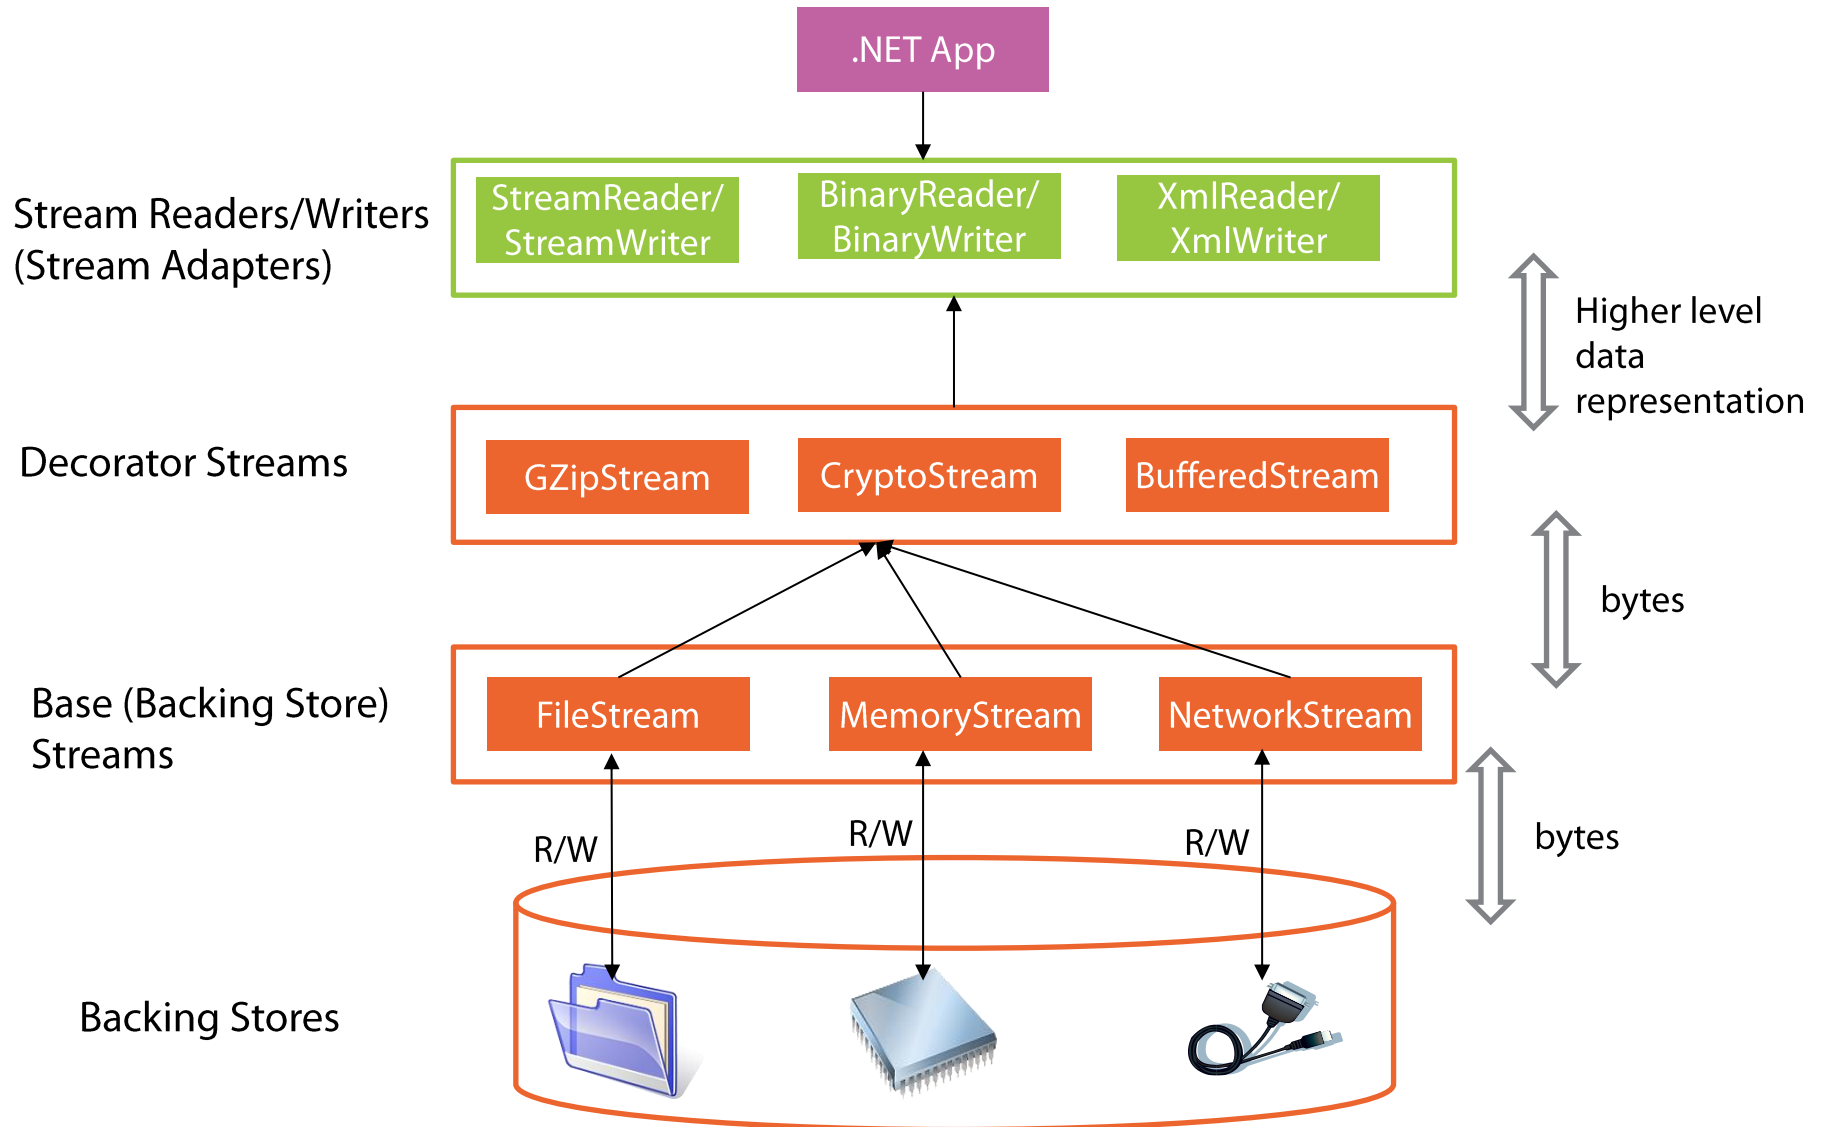 .NET App
Stream Readers/Writers
(Stream Adapters)
StreamReader/
StreamWriter
BinaryReader/
BinaryWriter
XmlReader/
XmlWriter
Higher level
data
representation
Decorator Streams
GZipStream
CryptoStream
BufferedStream
bytes
Base (Backing Store)
Streams
FileStream
MemoryStream
NetworkStream
R/W
R/W
R/W
bytes
Backing Stores